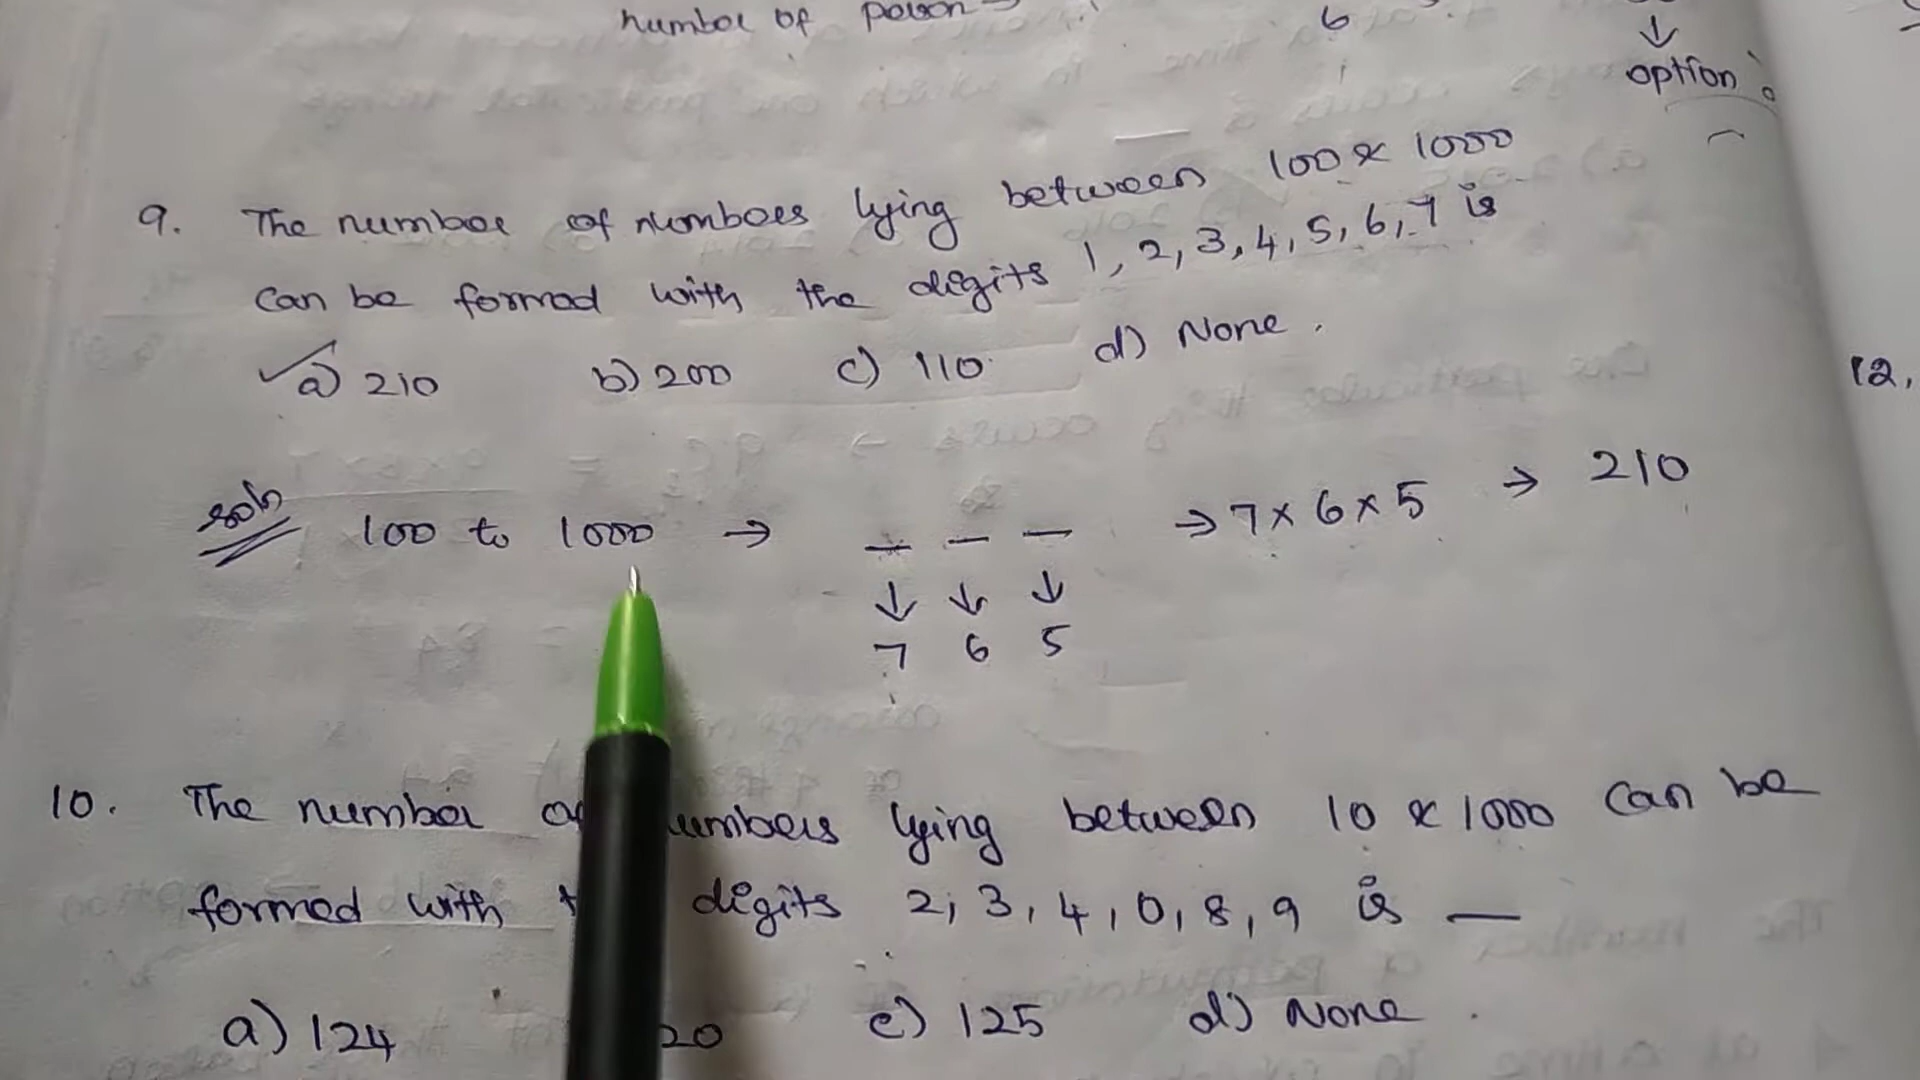 number of person
6
↓
option.
9. The number of numbers lying between 100 & 1000
can be formed with the digits 1, 2, 3, 4, 5, 6, 7 is
a) 210 b) 200 c) 110 d) None.
12.
soln 100 to 1000 → _ _ _ → 7 × 6 × 5 → 210
↓ ↓ ↓
7 6 5
10. The number numbers lying between 10 & 1000 can be
formed with digits 2, 3, 4, 0, 8, 9 is —
a) 124 20 c) 125 d) None.